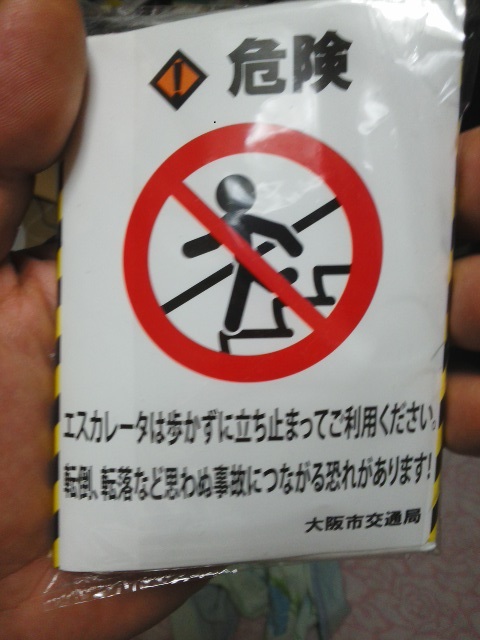 危険
エスカレータは歩かずに立ち止まってご利用ください。
転倒、転落など思わぬ事故につながる恐れがあります!
大阪市交通局